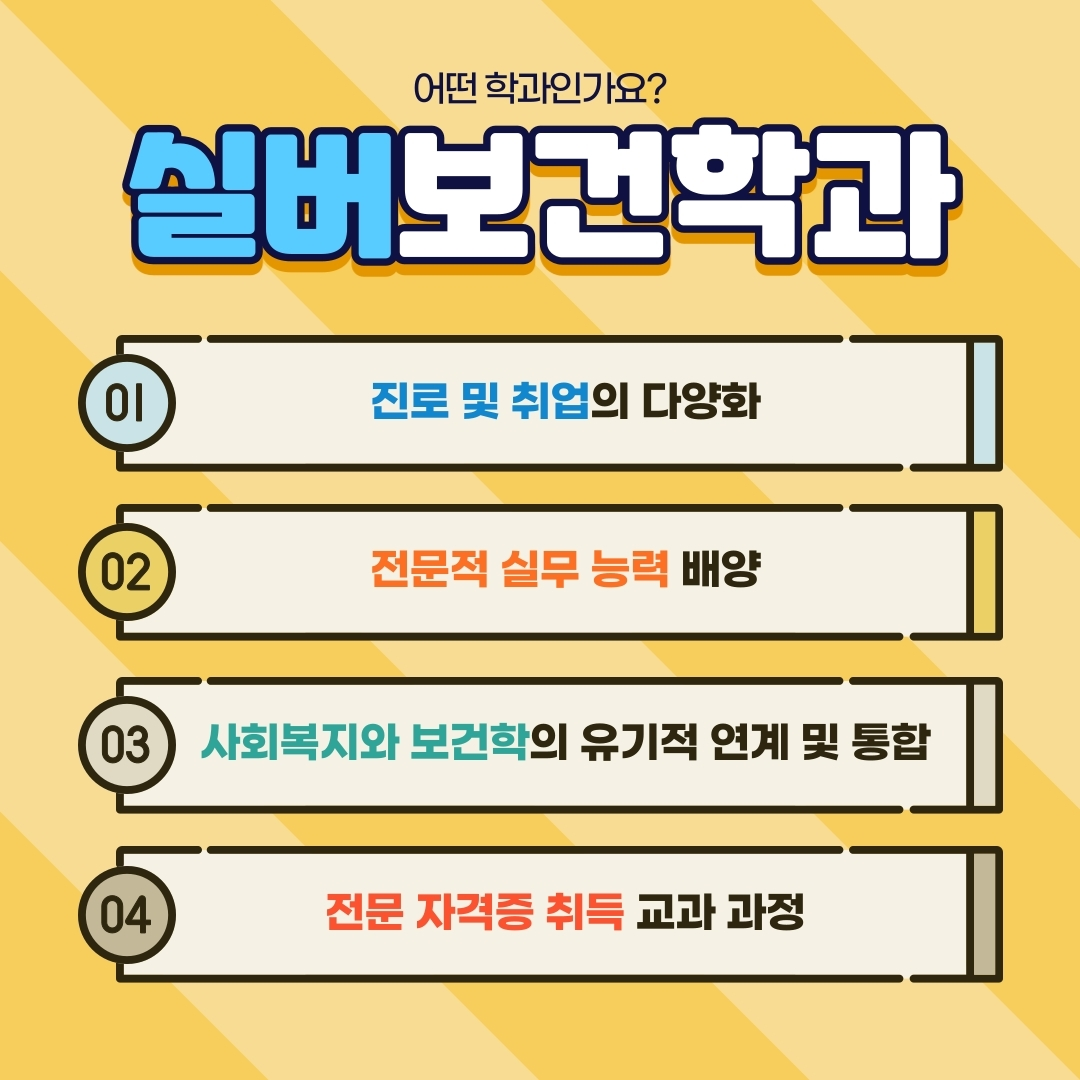 어떤 학과인가요?
실버보건학과
01
진로 및 취업의 다양화
02
전문적 실무 능력 배양
03
사회복지와 보건학의 유기적 연계 및 통합
04
전문 자격증 취득 교과 과정